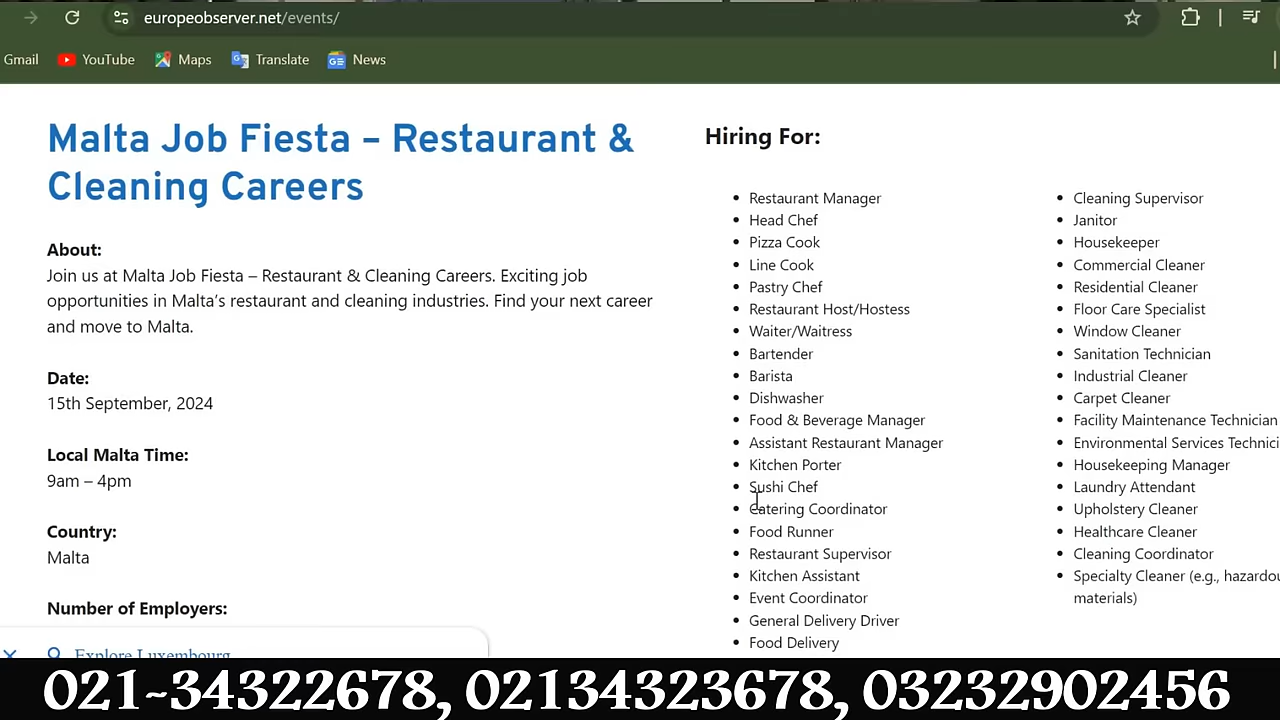 europeobserver.net/events/
Gmail YouTube Maps Translate News
Malta Job Fiesta – Restaurant &
Cleaning Careers
About:
Join us at Malta Job Fiesta – Restaurant & Cleaning Careers. Exciting job
opportunities in Malta’s restaurant and cleaning industries. Find your next career
and move to Malta.
Date:
15th September, 2024
Local Malta Time:
9am – 4pm
Country:
Malta
Number of Employers:
Explore Luxembourg
Hiring For:
Restaurant Manager
Head Chef
Pizza Cook
Line Cook
Pastry Chef
Restaurant Host/Hostess
Waiter/Waitress
Bartender
Barista
Dishwasher
Food & Beverage Manager
Assistant Restaurant Manager
Kitchen Porter
Sushi Chef
Catering Coordinator
Food Runner
Restaurant Supervisor
Kitchen Assistant
Event Coordinator
General Delivery Driver
Food Delivery
Cleaning Supervisor
Janitor
Housekeeper
Commercial Cleaner
Residential Cleaner
Floor Care Specialist
Window Cleaner
Sanitation Technician
Industrial Cleaner
Carpet Cleaner
Facility Maintenance Technician
Environmental Services Technici
Housekeeping Manager
Laundry Attendant
Upholstery Cleaner
Healthcare Cleaner
Cleaning Coordinator
Specialty Cleaner (e.g., hazardou
materials)
021-34322678, 02134323678, 03232902456